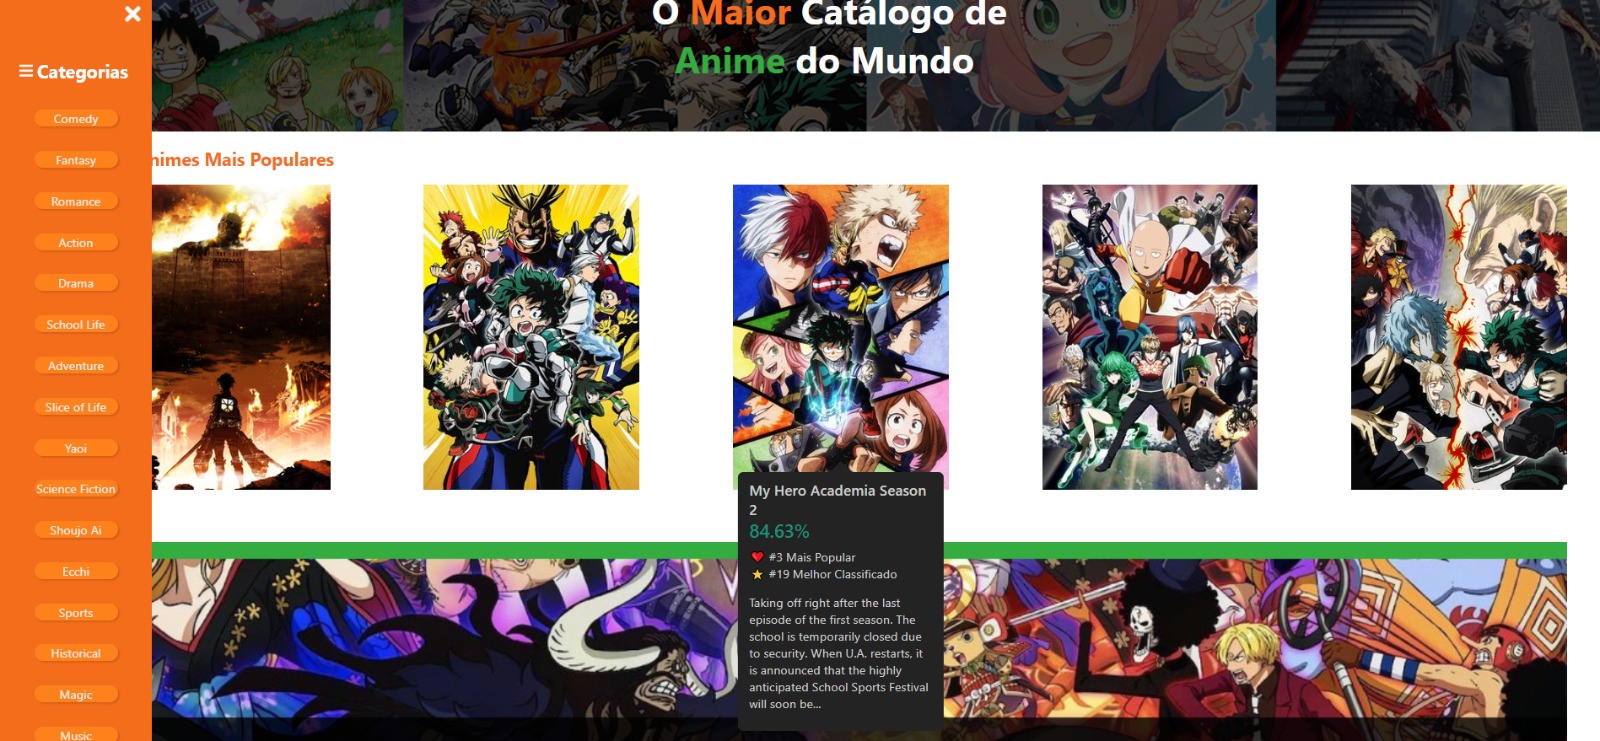 O Maior Catálogo de
Anime do Mundo
Categorias
Comedy
Fantasy
Romance
Action
Drama
School Life
Adventure
Slice of Life
Yaoi
Science Fiction
Shoujo Ai
Ecchi
Sports
Historical
Magic
Music
nimes Mais Populares
My Hero Academia Season
2
84.63%
#3 Mais Popular
#19 Melhor Classificado
Taking off right after the last
episode of the first season. The
school is temporarily closed due
to security. When U.A. restarts, it
is announced that the highly
anticipated School Sports Festival
will soon be...